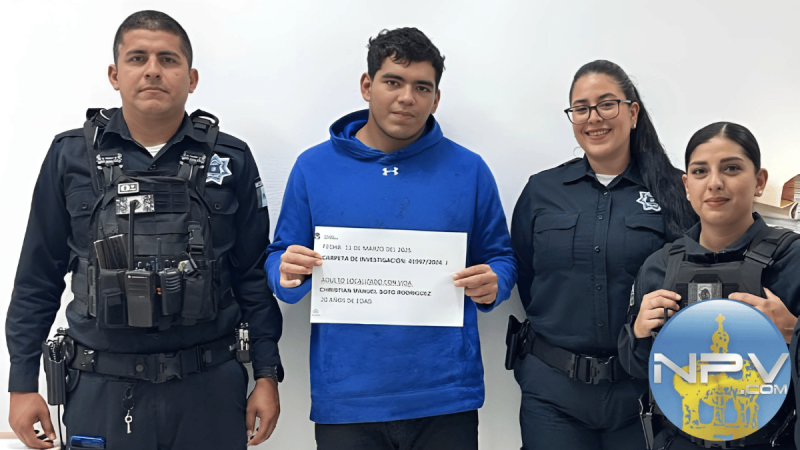 FECHA: 11 DE MARZO DEL 2025
CARPETA DE INVESTIGACIÓN: 41997/2024
ADULTO LOCALIZADO CON VIDA
CHRISTIAN MANUEL SOTO RODRIGUEZ
20 AÑOS DE EDAD
NPV
.COM